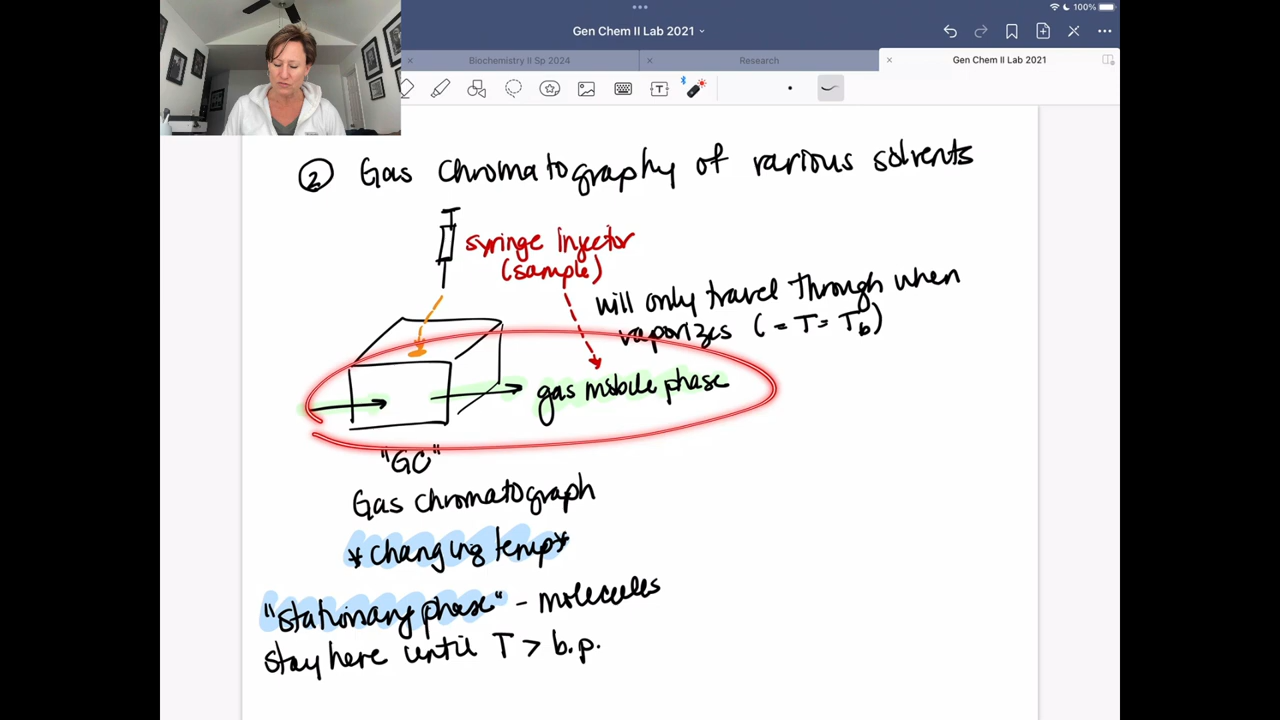 100%
Gen Chem II Lab 2021
Biochemistry II Sp 2024
Research
Gen Chem II Lab 2021
T
② Gas Chromatography of various solvents
syringe injector
(sample)
will only travel through when
vaporizes (= T = Tb)
gas mobile phase
"GC"
Gas chromatograph
*changing temp*
"stationary phase" - molecules
stay here until T > b.p.